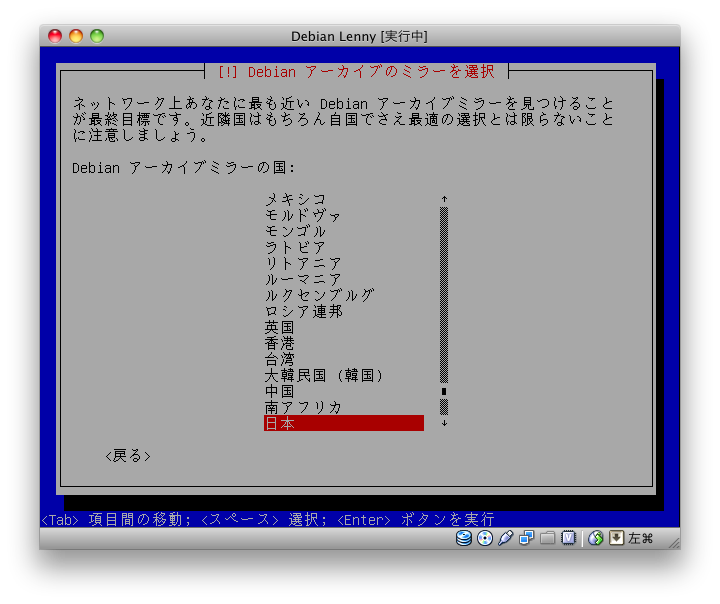 Debian Lenny [実行中]
[!] Debian アーカイブのミラーを選択
ネットワーク上あなたに最も近い Debian アーカイブミラーを見つけること
が最終目標です。近隣国はもちろん自国でさえ最適の選択とは限らないこと
に注意しましょう。
Debian アーカイブミラーの国:
メキシコ
モルドヴァ
モンゴル
ラトビア
リトアニア
ルーマニア
ルクセンブルグ
ロシア連邦
英国
香港
台湾
大韓民国 (韓国)
中国
南アフリカ
日本
<戻る>
<Tab> 項目間の移動; <スペース> 選択; <Enter> ボタンを実行
左⌘